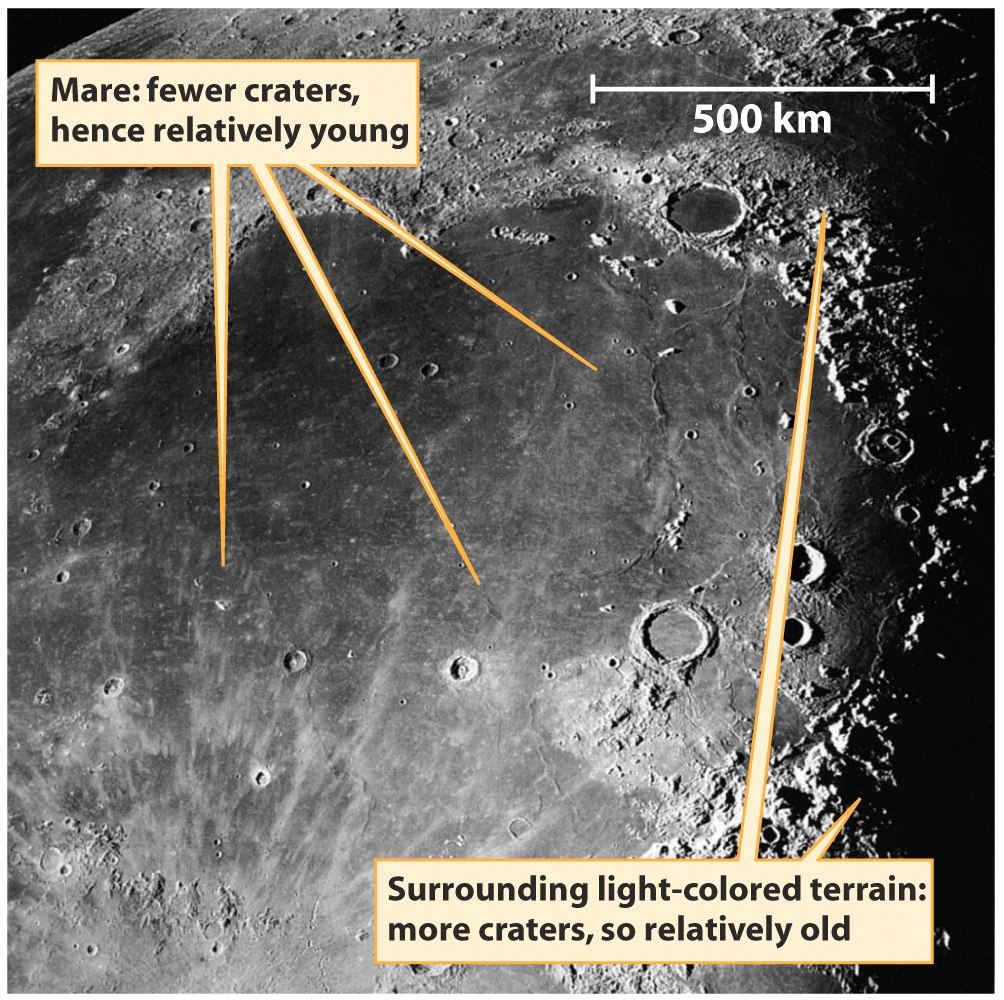 Mare: fewer craters,
hence relatively young
500 km
Surrounding light-colored terrain:
more craters, so relatively old